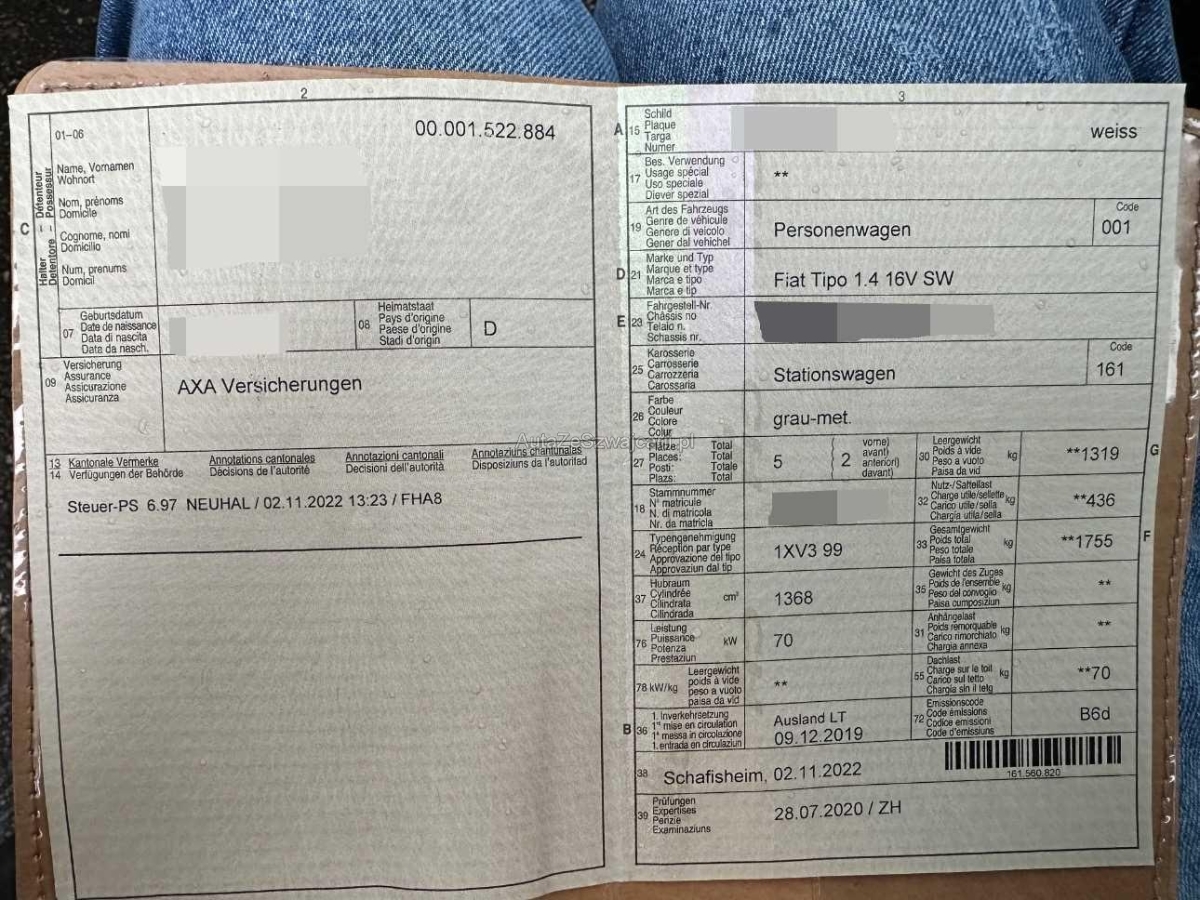 2
01-06
00.001.522.884
C
Halter - Détenteur
Detentore - Possessur
Name, Vornamen
Wohnort
Nom, prénoms
Domicile
Cognome, nomi
Domicilio
Num, prenums
Domicil
07
Geburtsdatum
Date de naissance
Data di nascita
Data da nasch.
08
Heimatstaat
Pays d'origine
Paese d'origine
Stadi d'origin
D
09
Versicherung
Assurance
Assicurazione
Assicuranza
AXA Versicherungen
13 Kantonale Vermerke
14 Verfügungen der Behörde
Annotations cantonales
Décisions de l'autorité
Annotazioni cantonali
Decisioni dell'autorità
Annotaziuns chantunalas
Disposiziuns da l'autoritad
Steuer-PS 6.97 NEUHAL / 02.11.2022 13:23 / FHA8
3
A 15
Schild
Plaque
Targa
Numer
weiss
17
Bes. Verwendung
Usage spécial
Uso speciale
Diever spezial
**
19
Art des Fahrzeugs
Genre de véhicule
Genere di veicolo
Gener dal vehichel
Personenwagen
Code
001
D 21
Marke und Typ
Marque et type
Marca e tipo
Marca e tip
Fiat Tipo 1.4 16V SW
E 23
Fahrgestell-Nr.
Châssis no
Telaio n.
Schassis nr.
25
Karosserie
Carrosserie
Carrozzeria
Carossaria
Stationswagen
Code
161
26
Farbe
Couleur
Colore
Colur
grau-met.
AutaZeSzwajcarii.pl
27
Plätze: Total
Places: Total
Posti: Totale
Plazs: Total
5
2
vorne)
avant)
anteriori)
davant)
30
Leergewicht
Poids à vide
Peso a vuoto
Paisa da vid
kg
**1319
G
18
Stammnummer
N° matricule
N. di matricola
Nr. da matricla
32
Nutz-/Sattellast
Charge utile/sellette
Carico utile/sella
Chargia utila/sella
kg
**436
24
Typengenehmigung
Réception par type
Approvazione del tipo
Approvaziun dal tip
1XV3 99
33
Gesamtgewicht
Poids total
Peso totale
Paisa totala
kg
**1755
F
37
Hubraum
Cylindrée
Cilindrata
Cilindrada
cm³
1368
35
Gewicht des Zuges
Poids de l'ensemble
Peso del convoglio
Paisa cumposiziun
kg
**
76
Leistung
Puissance
Potenza
Prestaziun
kW
70
31
Anhängelast
Poids remorquable
Carico rimorchiato
Chargia annexa
kg
**
78 kW/kg
Leergewicht
poids à vide
peso a vuoto
paisa da vid
**
55
Dachlast
Charge sur le toit
Carico sul tetto
Chargia sin il tetg
kg
**70
B 36
1. Inverkehrsetzung
1re mise en circulation
1a messa in circolazione
1. entrada en circulaziun
Ausland LT
09.12.2019
72
Emissionscode
Code émissions
Codice emissioni
Code d'emissiuns
B6d
38
Schafisheim, 02.11.2022
161.560.820
39
Prüfungen
Expertises
Perizie
Examinaziuns
28.07.2020 / ZH